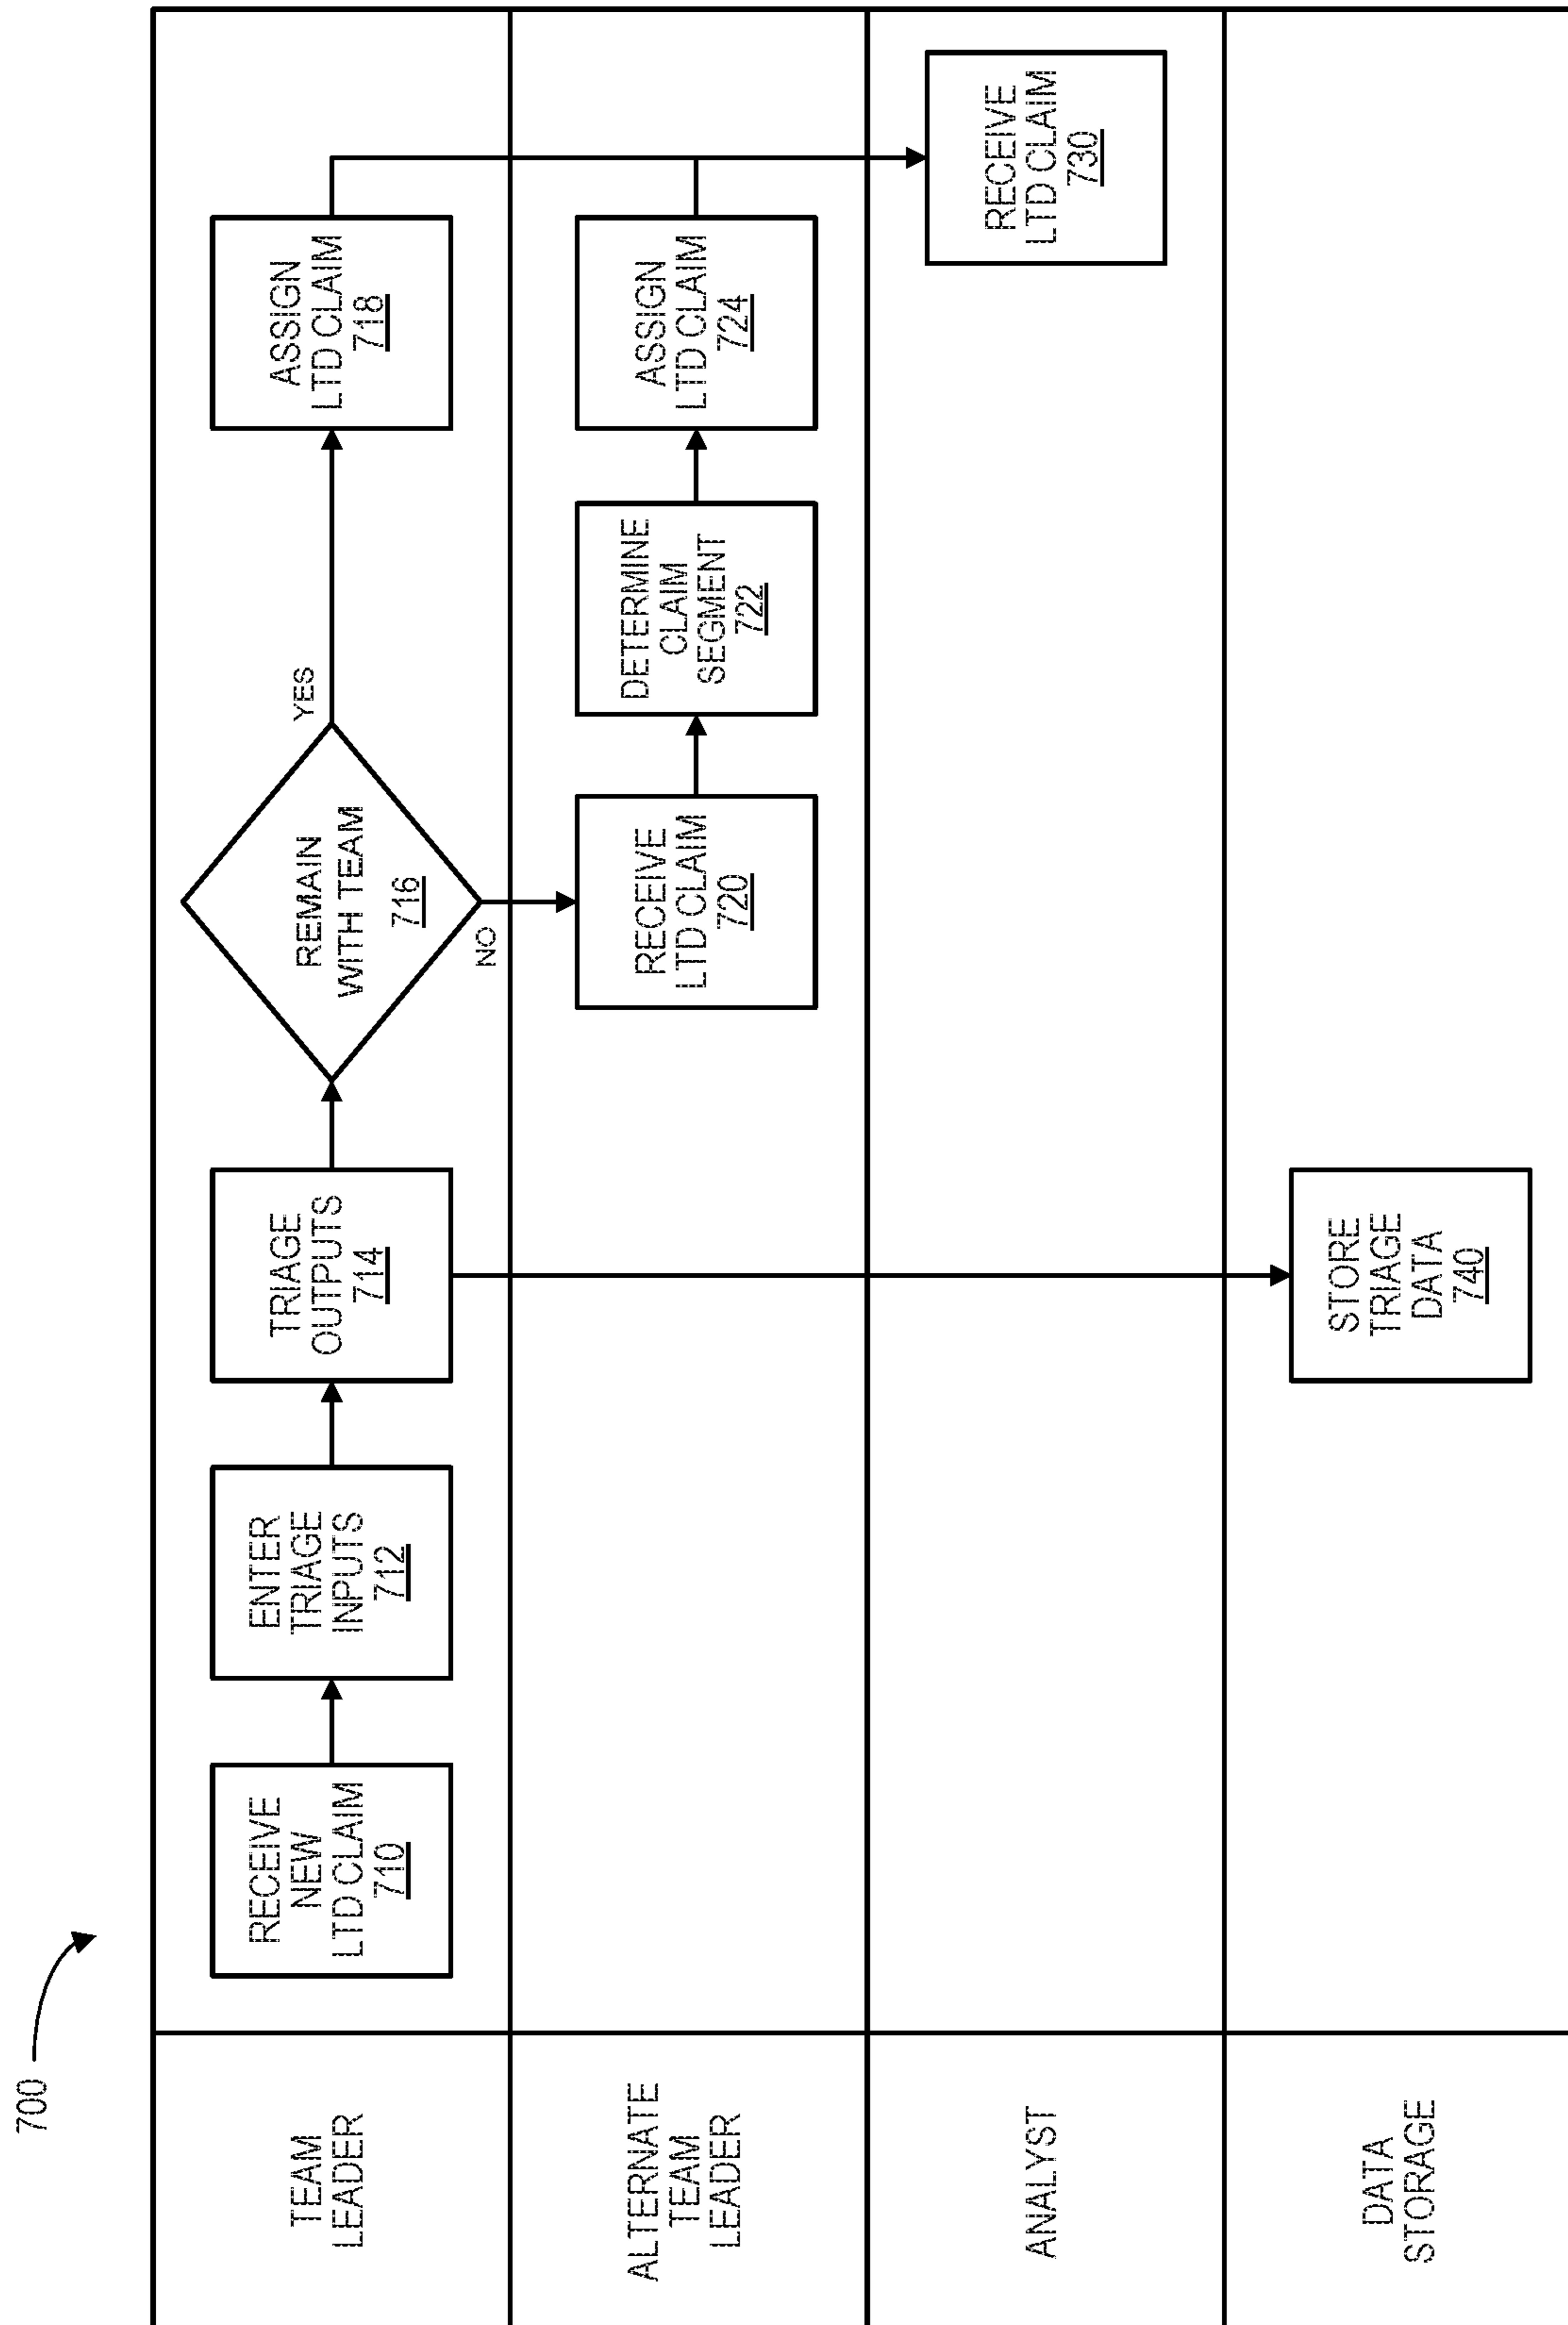 700
TEAM
LEADER
RECEIVE
NEW
LTD CLAIM
710
ENTER
TRIAGE
INPUTS
712
TRIAGE
OUTPUTS
714
REMAIN
WITH TEAM
716
YES
NO
ASSIGN
LTD CLAIM
718
ALTERNATE
TEAM
LEADER
RECEIVE
LTD CLAIM
720
DETERMINE
CLAIM
SEGMENT
722
ASSIGN
LTD CLAIM
724
ANALYST
RECEIVE
LTD CLAIM
730
DATA
STORAGE
STORE
TRIAGE
DATA
740